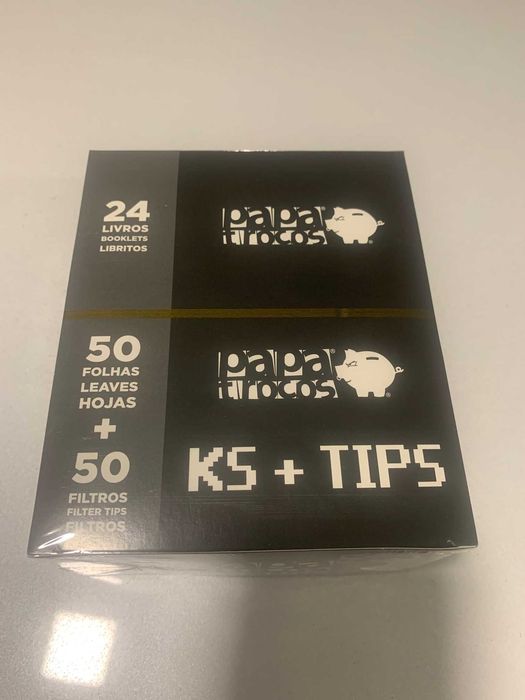 24
LIVROS
BOOKLETS
LIBRITOS
papa®
trocos®
50
FOLHAS
LEAVES
HOJAS
+
50
FILTROS
FILTER TIPS
FILTROS
papa®
trocos®
KS + TIPS